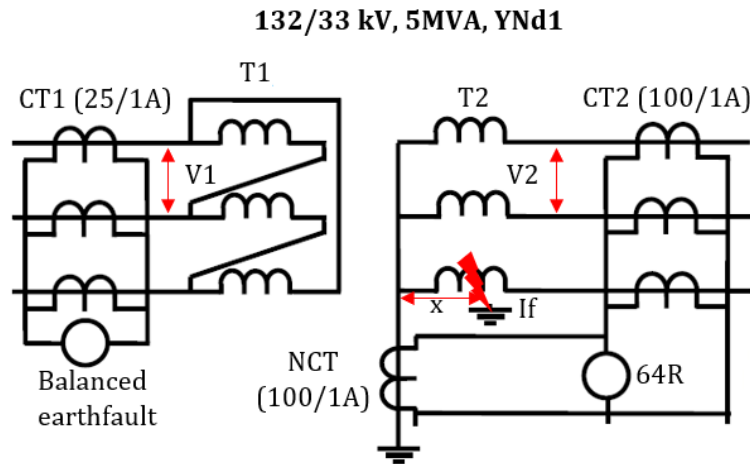 132/33 kV, 5MVA, YNd1
T1
CT1 (25/1A)
T2
CT2 (100/1A)
V1
V2
x
If
NCT
(100/1A)
64R
Balanced
earthfault